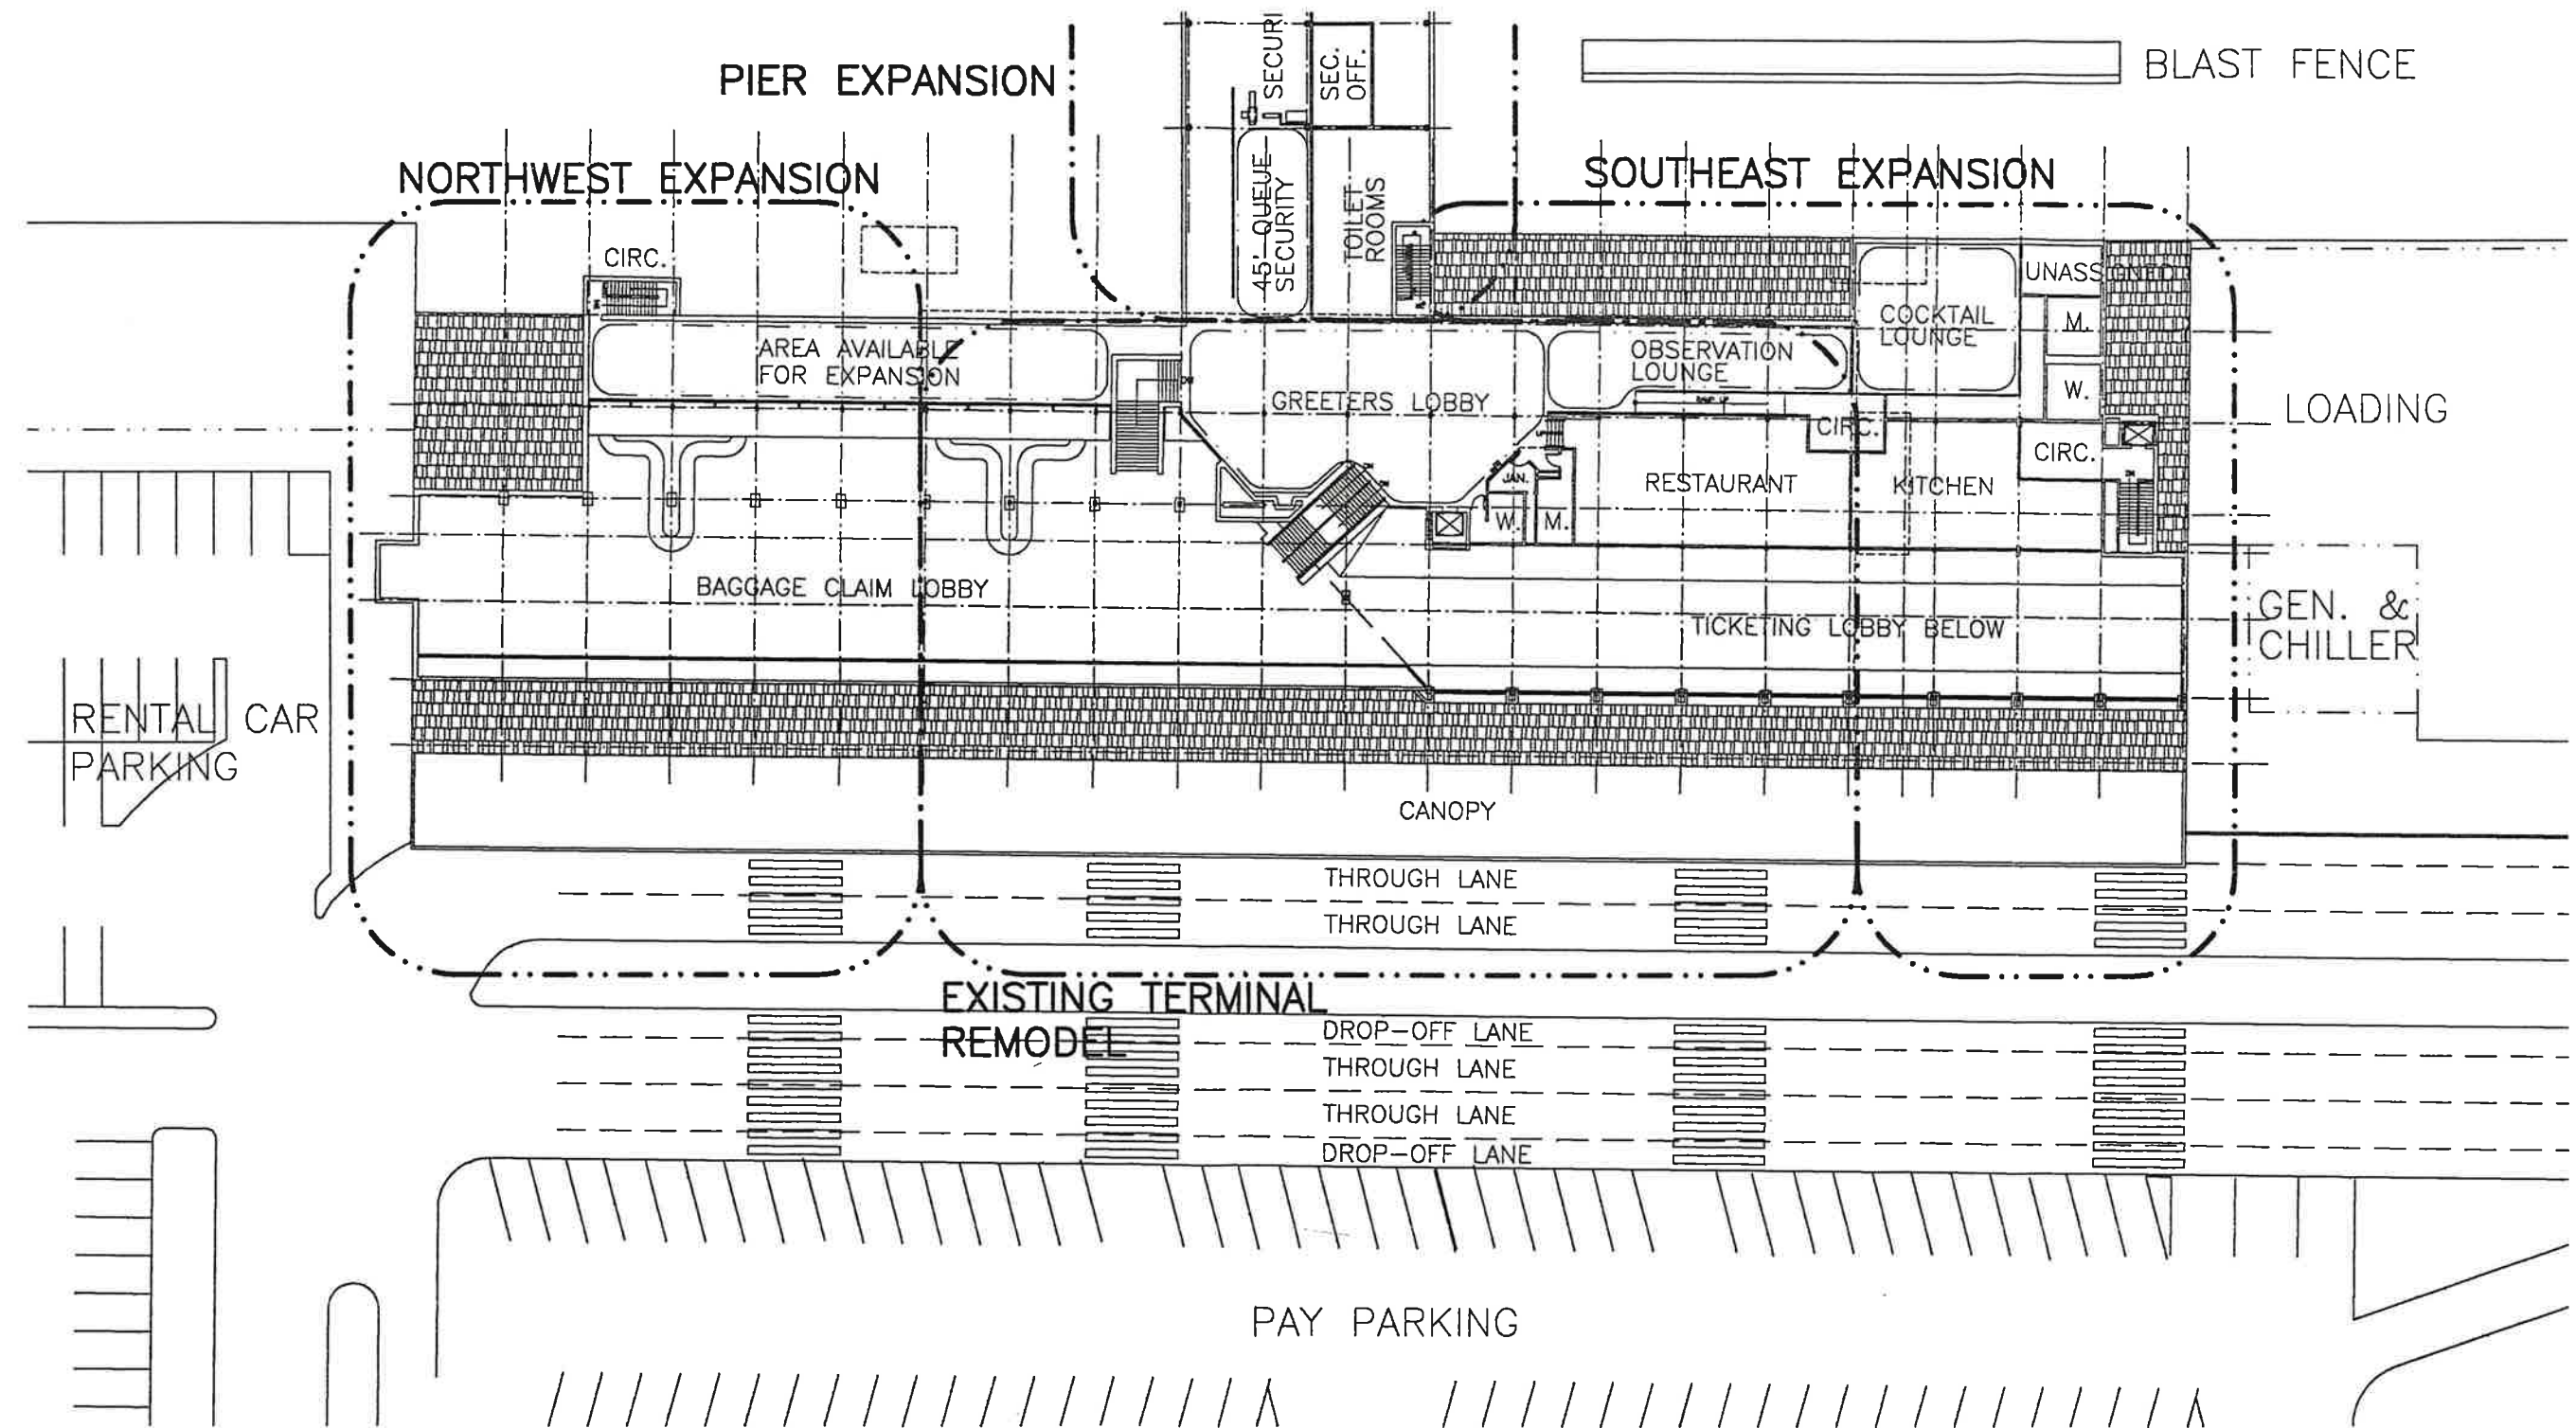 BLAST FENCE
PIER EXPANSION
SECURI
SEC.
OFF.
NORTHWEST EXPANSION
SOUTHEAST EXPANSION
45' QUEUE
SECURITY
TOILET
ROOMS
CIRC.
UNASSIGNED
COCKTAIL
LOUNGE
M.
AREA AVAILABLE
FOR EXPANSION
OBSERVATION
LOUNGE
W.
GREETERS LOBBY
LOADING
CIRC.
CIRC.
JAN.
RESTAURANT
KITCHEN
W.
M.
BAGGAGE CLAIM LOBBY
TICKETING LOBBY BELOW
GEN. &
CHILLER
RENTAL CAR
PARKING
CANOPY
THROUGH LANE
THROUGH LANE
EXISTING TERMINAL
REMODEL
DROP-OFF LANE
THROUGH LANE
THROUGH LANE
DROP-OFF LANE
PAY PARKING